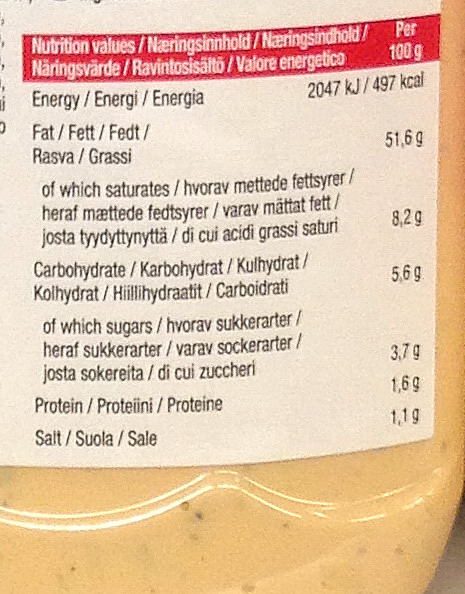 Nutrition values / Næringsinnhold / Næringsindhold / Per
Näringsvärde / Ravintosisältö / Valore energetico 100 g
Energy / Energi / Energia 2047 kJ / 497 kcal
Fat / Fett / Fedt /
Rasva / Grassi 51,6 g
of which saturates / hvorav mettede fettsyrer /
heraf mættede fedtsyrer / varav mättat fett /
josta tyydyttynyttä / di cui acidi grassi saturi 8,2 g
Carbohydrate / Karbohydrat / Kulhydrat /
Kolhydrat / Hiillihydraatit / Carboidrati 5,6 g
of which sugars / hvorav sukkerarter /
heraf sukkerarter / varav sockerarter /
josta sokereita / di cui zuccheri 3,7 g
Protein / Proteiini / Proteine 1,6 g
Salt / Suola / Sale 1,1 g